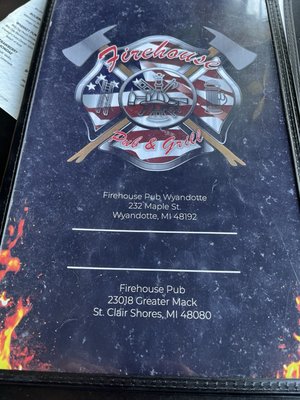 Firehouse
Pub & Grill
Firehouse Pub Wyandotte
232 Maple St.
Wyandotte, MI 48192
Firehouse Pub
23018 Greater Mack
St. Clair Shores, MI 48080